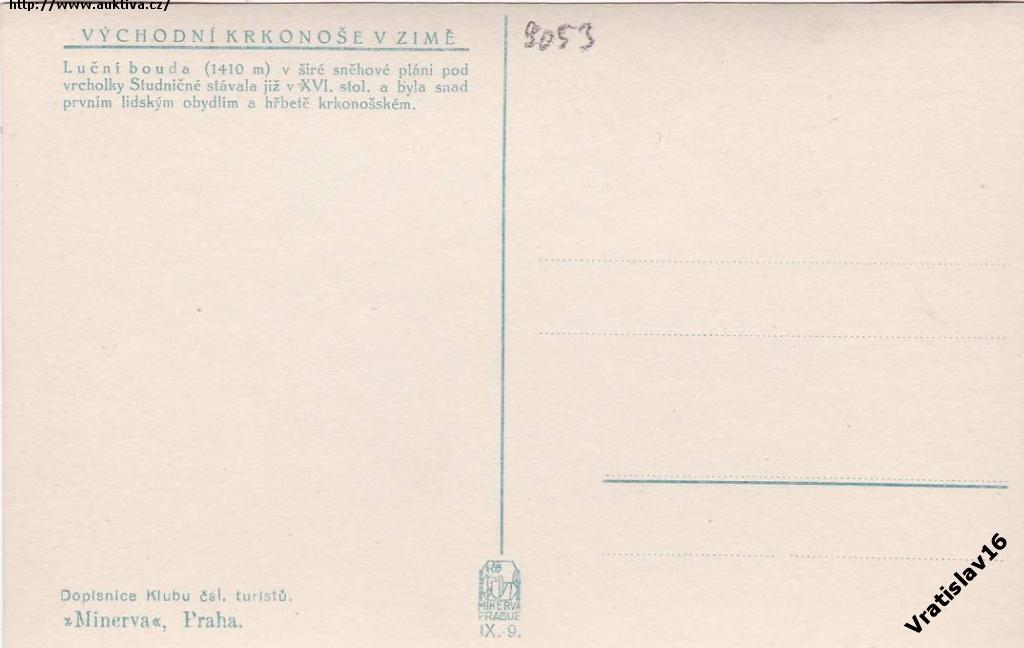 http://www.auktiva.cz/
VÝCHODNÍ KRKONOŠE V ZIMĚ
Luční bouda (1410 m) v širé sněhové pláni pod
vrcholky Studničné stávala již v XVI. stol. a byla snad
prvním lidským obydlím a hřbetě krkonošském.
9053
Dopisnice Klubu čsl. turistů.
»Minerva«, Praha.
MINERVA
PRAGUE
IX.-9.
Vratislav16